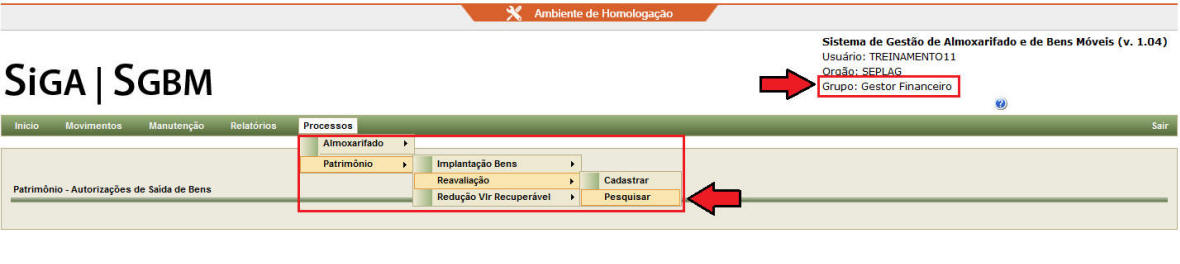 Ambiente de Homologação
Sistema de Gestão de Almoxarifado e de Bens Móveis (v. 1.04)
Usuário: TREINAMENTO11
Orgão: SEPLAG
Grupo: Gestor Financeiro
SIGA | SGBM
Início Movimentos Manutenção Relatórios Processos Sair
Almoxarifado
Patrimônio Implantação Bens
Reavaliação Cadastrar
Redução Vlr Recuperável Pesquisar
Patrimônio - Autorizações de Saída de Bens